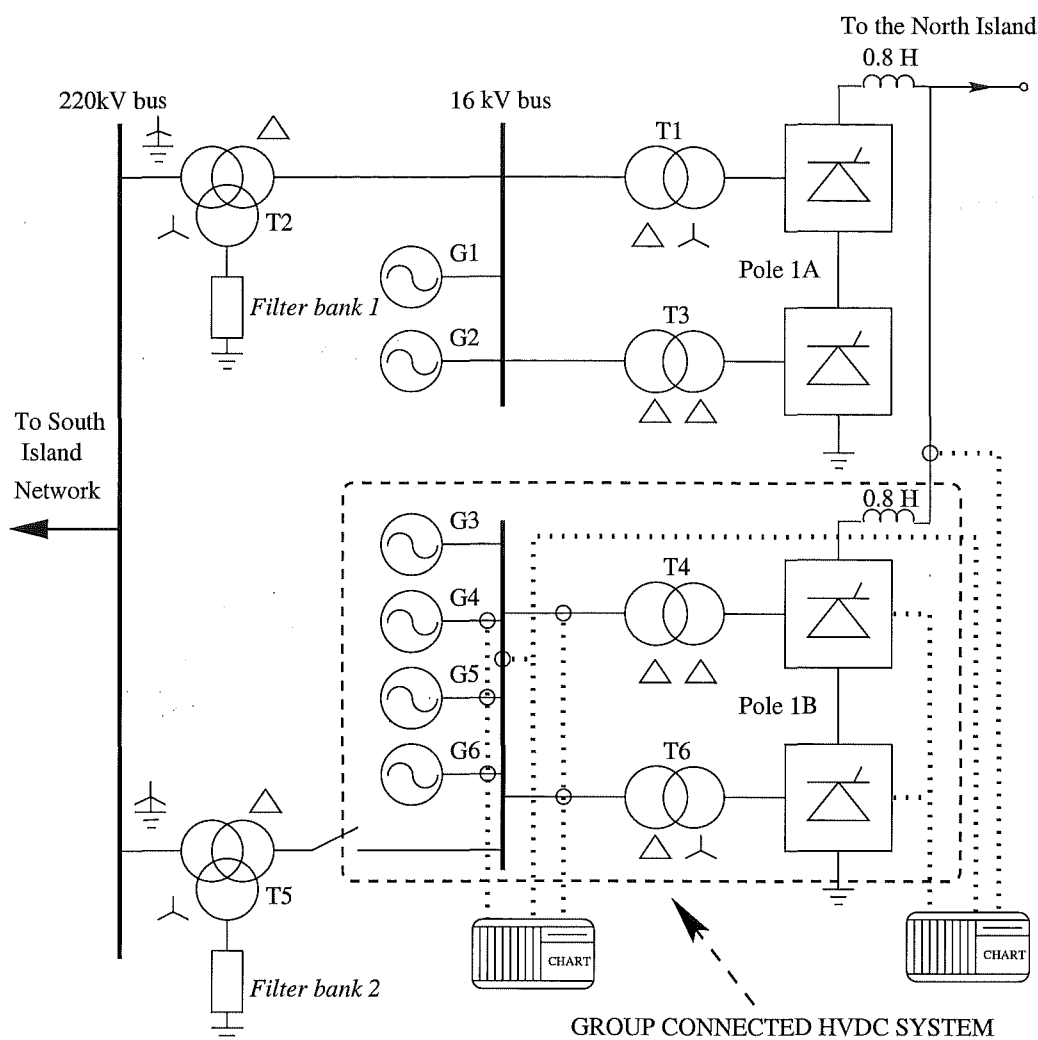 To the North Island
0.8 H
220kV bus
16 kV bus
T1
T2
G1
Pole 1A
Filter bank 1
G2
T3
To South
Island
Network
0.8 H
G3
T4
G4
G5
Pole 1B
G6
T6
T5
CHART
CHART
Filter bank 2
GROUP CONNECTED HVDC SYSTEM